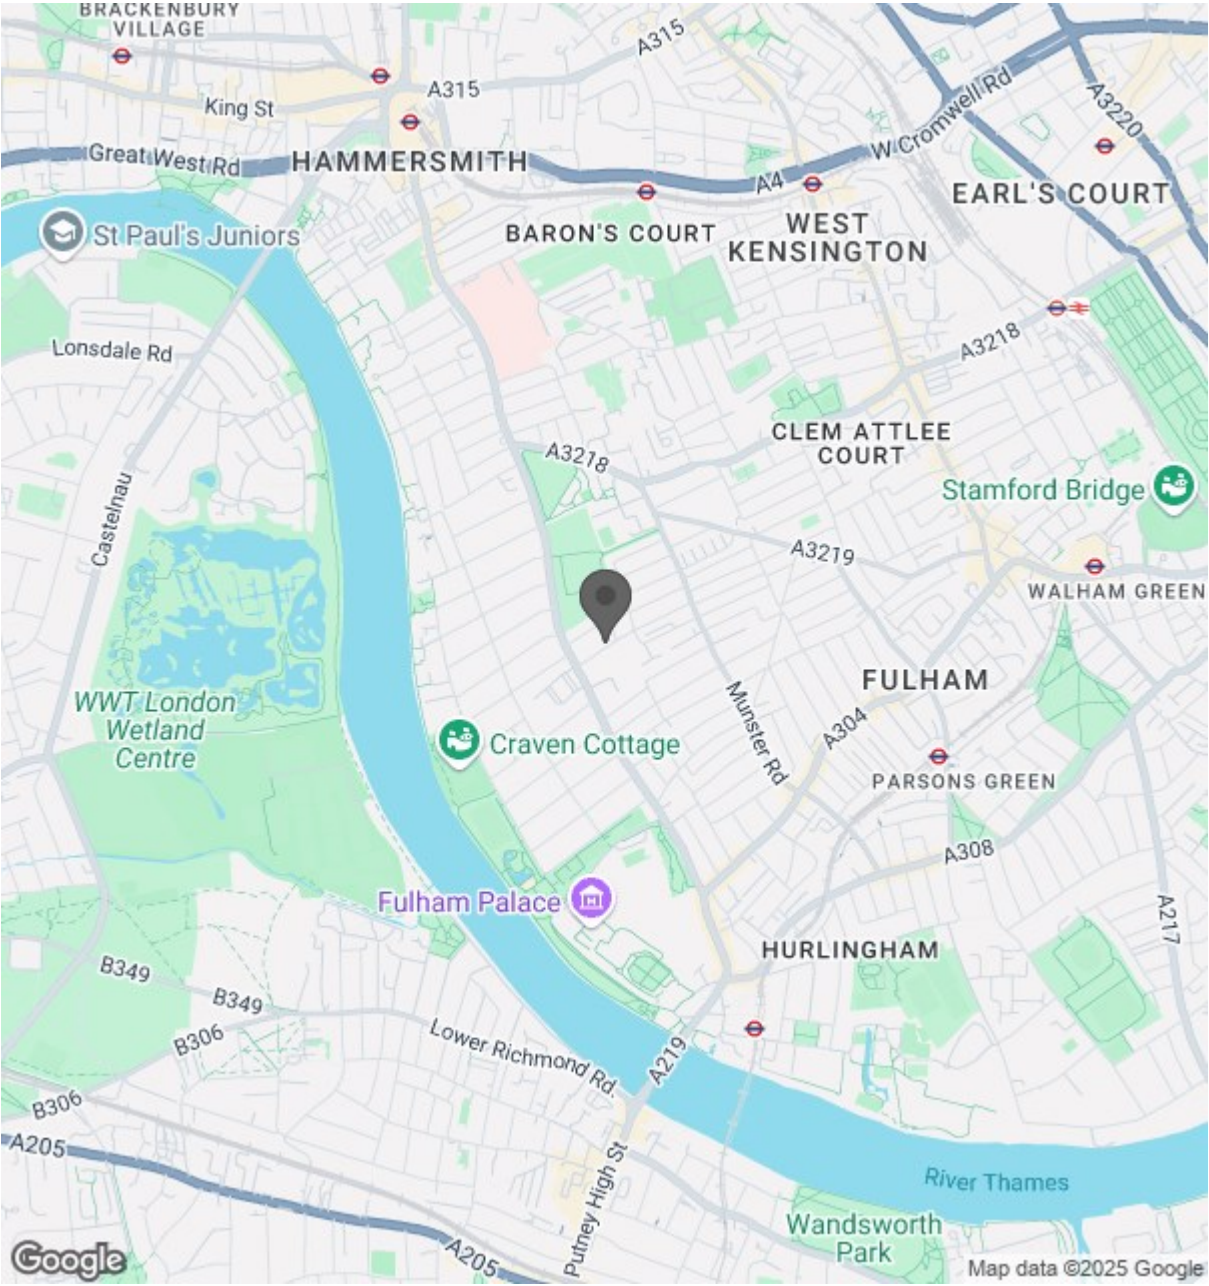 BRACKENBURY
VILLAGE
A315
King St
A315
W Cromwell Rd
A3220
Great West Rd
HAMMERSMITH
A4
EARL'S COURT
St Paul's Juniors
BARON'S COURT
WEST
KENSINGTON
Lonsdale Rd
A3218
CLEM ATTLEE
COURT
A3218
Castelnau
Stamford Bridge
A3219
WALHAM GREEN
FULHAM
WWT London
Wetland
Centre
Munster Rd
A304
Craven Cottage
PARSONS GREEN
A308
Fulham Palace
A217
HURLINGHAM
B349
B349
B306
Lower Richmond Rd.
A219
B306
A205
Putney High St
River Thames
Wandsworth
Park
A205
Google
Map data ©2025 Google